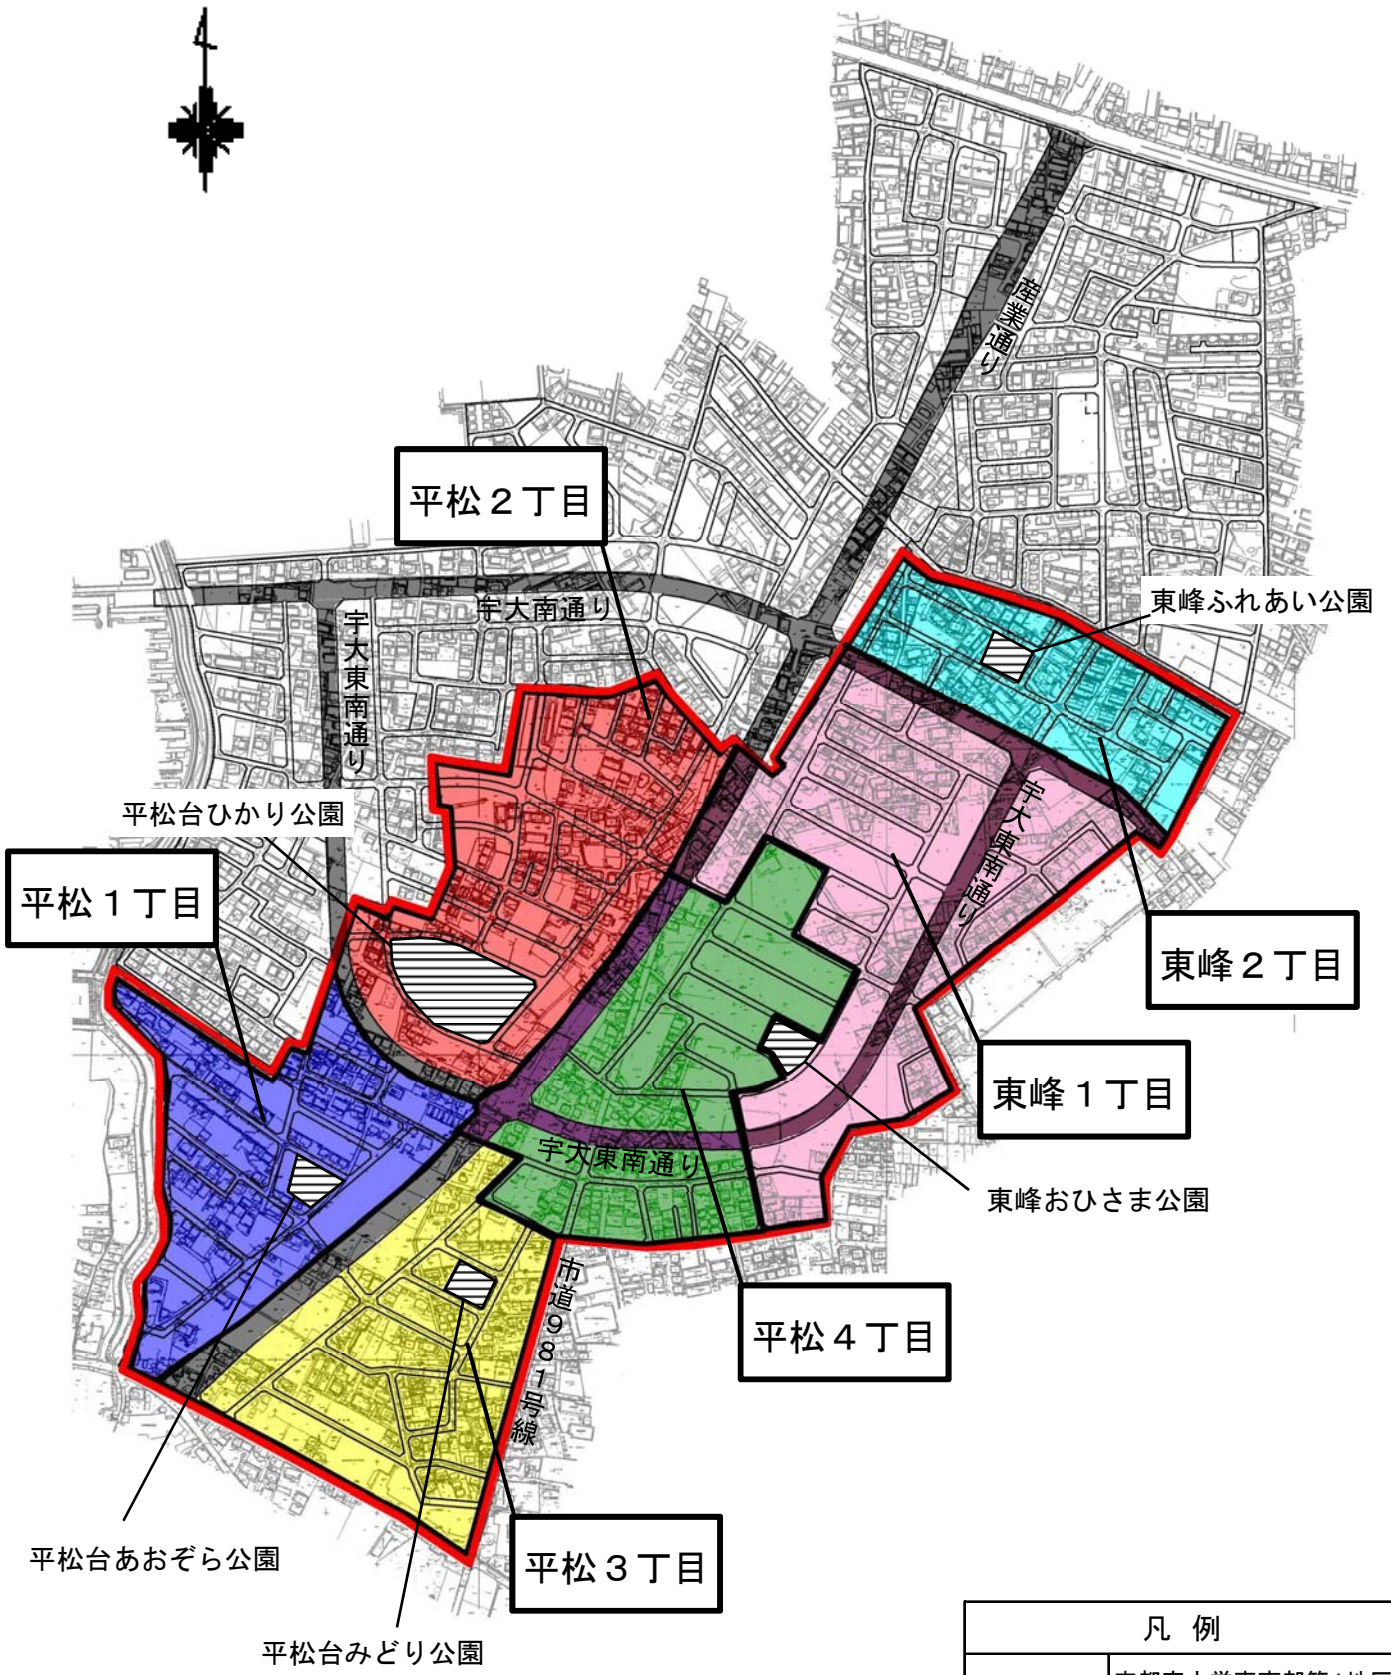 産業通り
平松２丁目
東峰ふれあい公園
宇大南通り
宇大東南通り
平松台ひかり公園
宇大東南通り
平松１丁目
東峰２丁目
東峰１丁目
宇大東南通り
東峰おひさま公園
市道９８１号線
平松４丁目
平松台あおぞら公園
平松３丁目
平松台みどり公園
凡 例